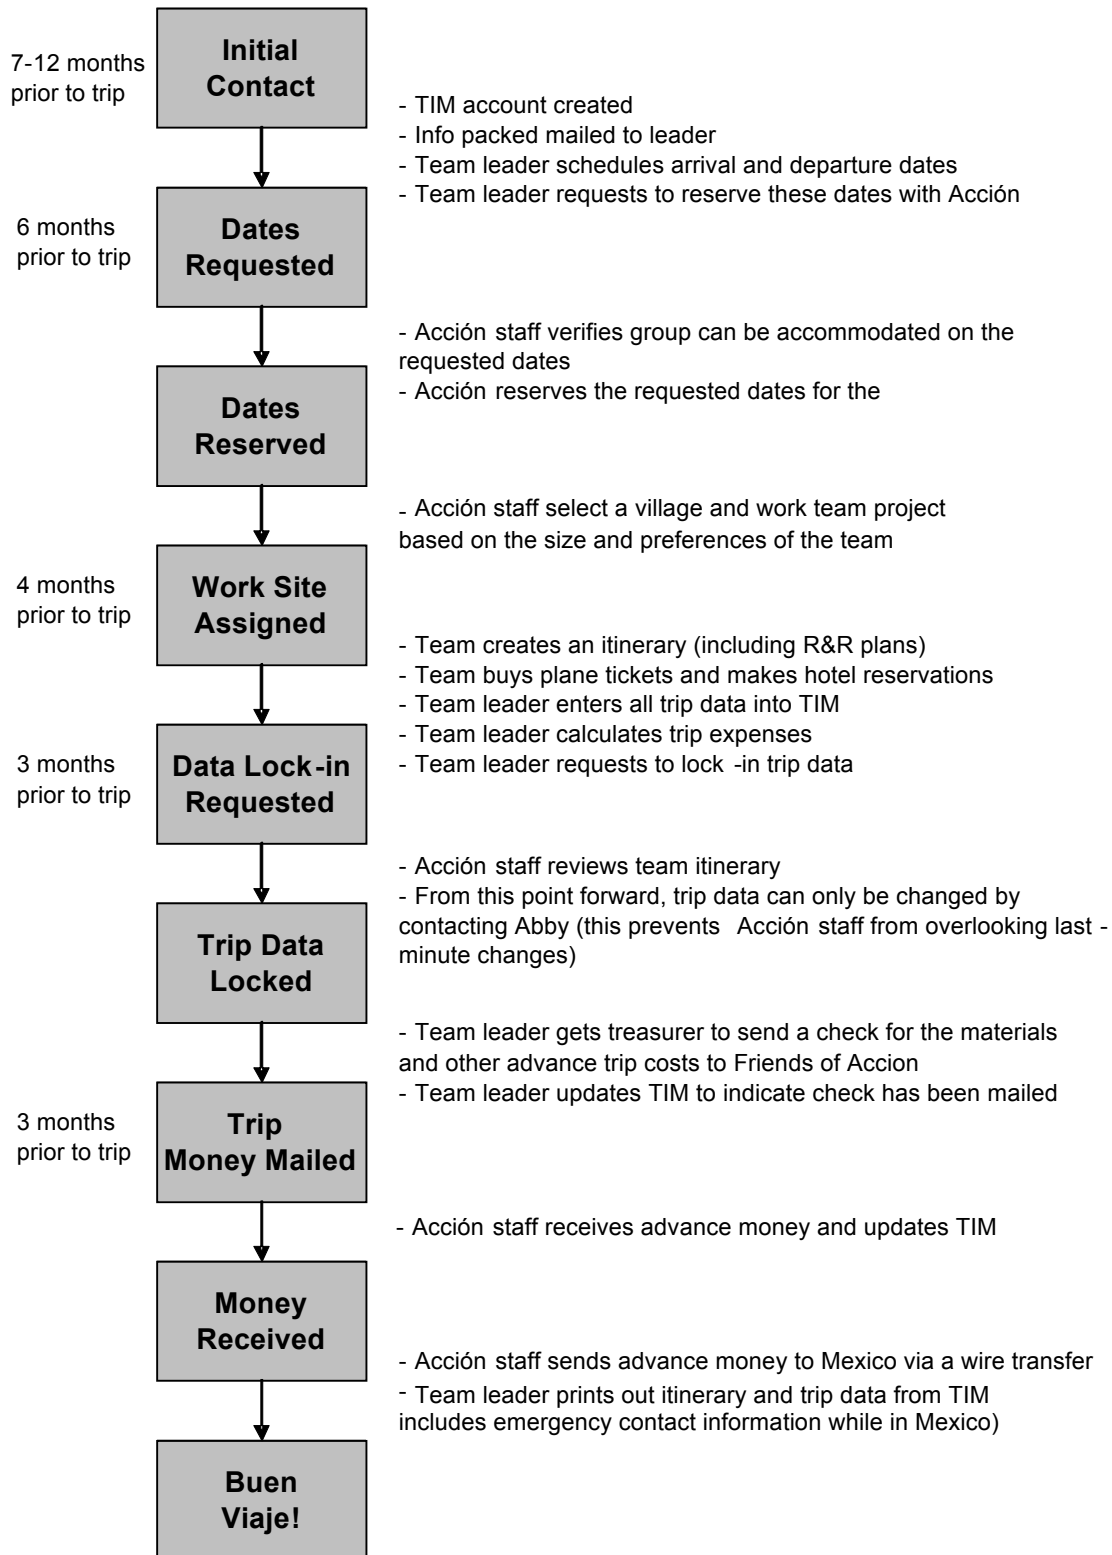 Initial
Contact
7-12 months
prior to trip
- TIM account created
- Info packed mailed to leader
- Team leader schedules arrival and departure dates
- Team leader requests to reserve these dates with Acción
6 months
prior to trip
Dates
Requested
- Acción staff verifies group can be accommodated on the
requested dates
- Acción reserves the requested dates for the
Dates
Reserved
- Acción staff select a village and work team project
based on the size and preferences of the team
4 months
prior to trip
Work Site
Assigned
- Team creates an itinerary (including R&R plans)
- Team buys plane tickets and makes hotel reservations
- Team leader enters all trip data into TIM
- Team leader calculates trip expenses
- Team leader requests to lock -in trip data
3 months
prior to trip
Data Lock-in
Requested
- Acción staff reviews team itinerary
- From this point forward, trip data can only be changed by
contacting Abby (this prevents Acción staff from overlooking last -
minute changes)
Trip Data
Locked
- Team leader gets treasurer to send a check for the materials
and other advance trip costs to Friends of Accion
- Team leader updates TIM to indicate check has been mailed
3 months
prior to trip
Trip
Money Mailed
- Acción staff receives advance money and updates TIM
Money
Received
- Acción staff sends advance money to Mexico via a wire transfer
- Team leader prints out itinerary and trip data from TIM
includes emergency contact information while in Mexico)
Buen
Viaje!